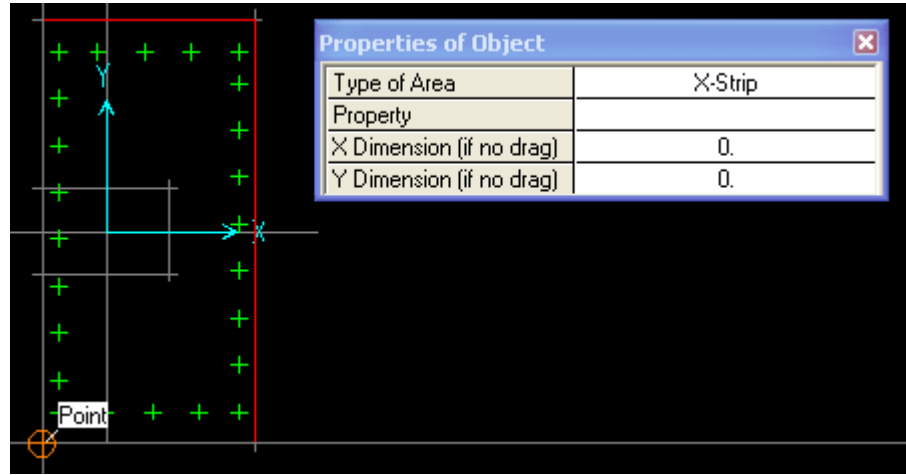 Properties of Object
Type of Area X-Strip
Property
X Dimension (if no drag) 0.
Y Dimension (if no drag) 0.
Y
X
Point